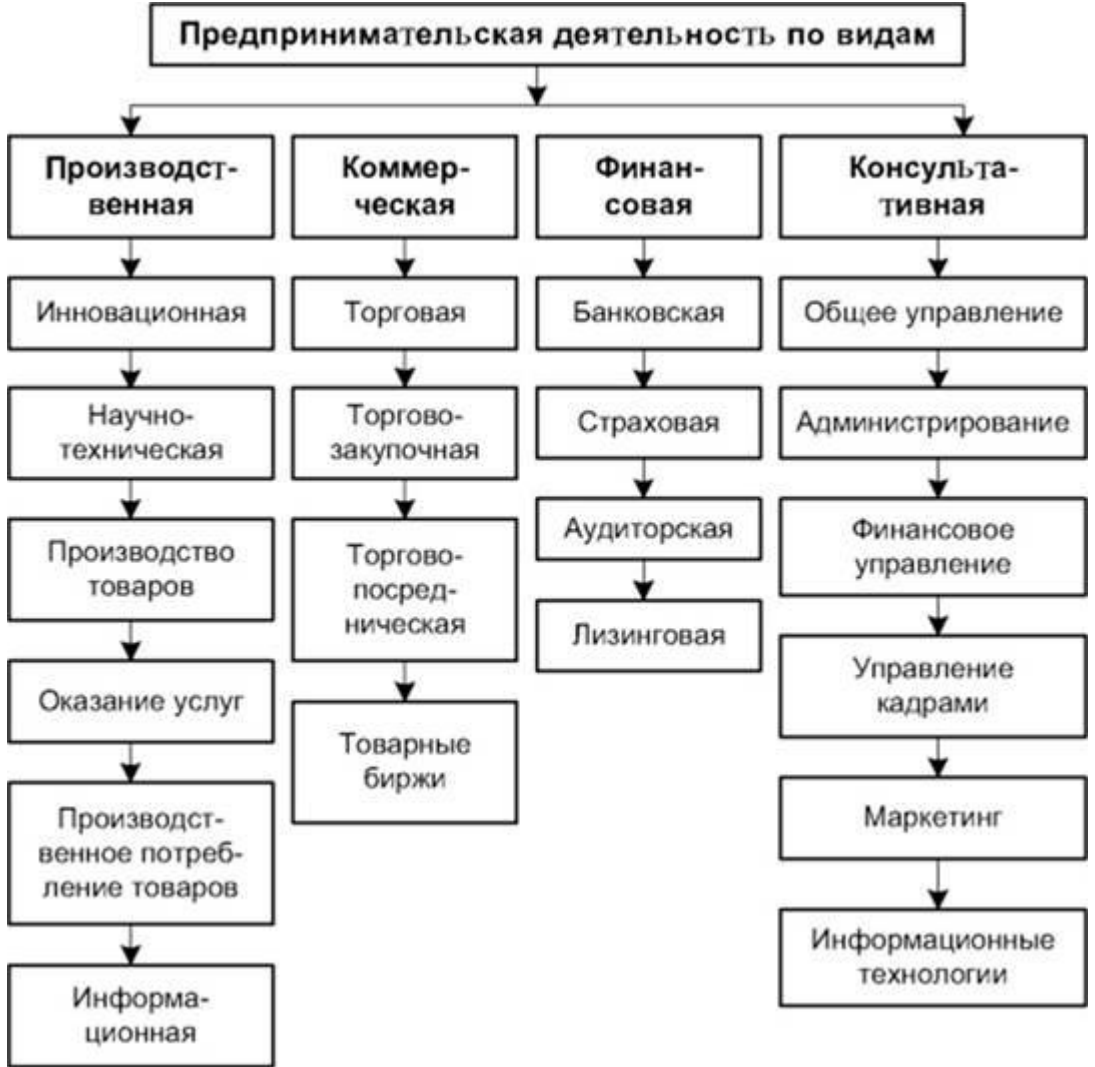 Предпринимательская деятельность по видам
Производст-
венная
Инновационная
Научно-
техническая
Производство
товаров
Оказание услуг
Производст-
венное потреб-
ление товаров
Информа-
ционная
Коммер-
ческая
Торговая
Торгово-
закупочная
Торгово-
посред-
ническая
Товарные
биржи
Финан-
совая
Банковская
Страховая
Аудиторская
Лизинговая
Консульта-
тивная
Общее управление
Администрирование
Финансовое
управление
Управление
кадрами
Маркетинг
Информационные
технологии